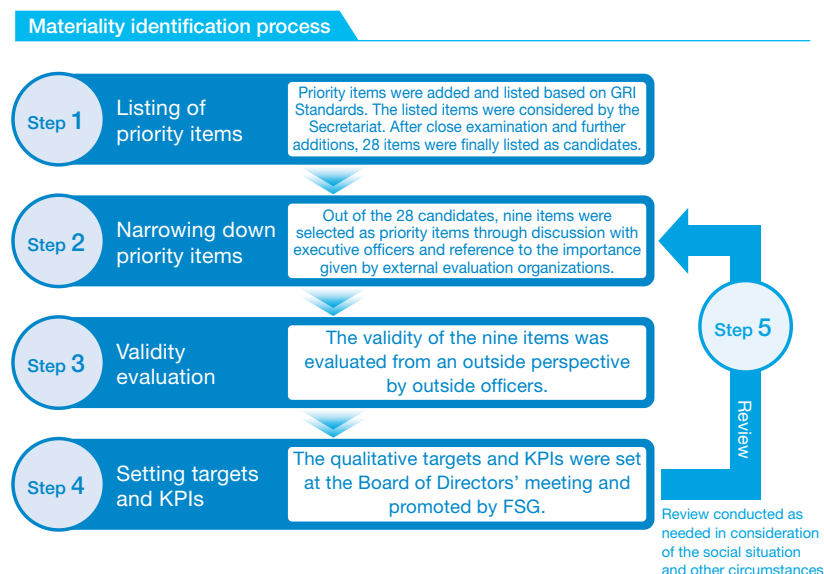 Materiality identification process
Step 1
Listing of
priority items
Priority items were added and listed based on GRI
Standards. The listed items were considered by the
Secretariat. After close examination and further
additions, 28 items were finally listed as candidates.
Step 2
Narrowing down
priority items
Out of the 28 candidates, nine items were
selected as priority items through discussion with
executive officers and reference to the importance
given by external evaluation organizations.
Step 3
Validity
evaluation
The validity of the nine items was
evaluated from an outside perspective
by outside officers.
Step 4
Setting targets
and KPIs
The qualitative targets and KPIs were set
at the Board of Directors’ meeting and
promoted by FSG.
Step 5
Review
Review conducted as
needed in consideration
of the social situation
and other circumstances